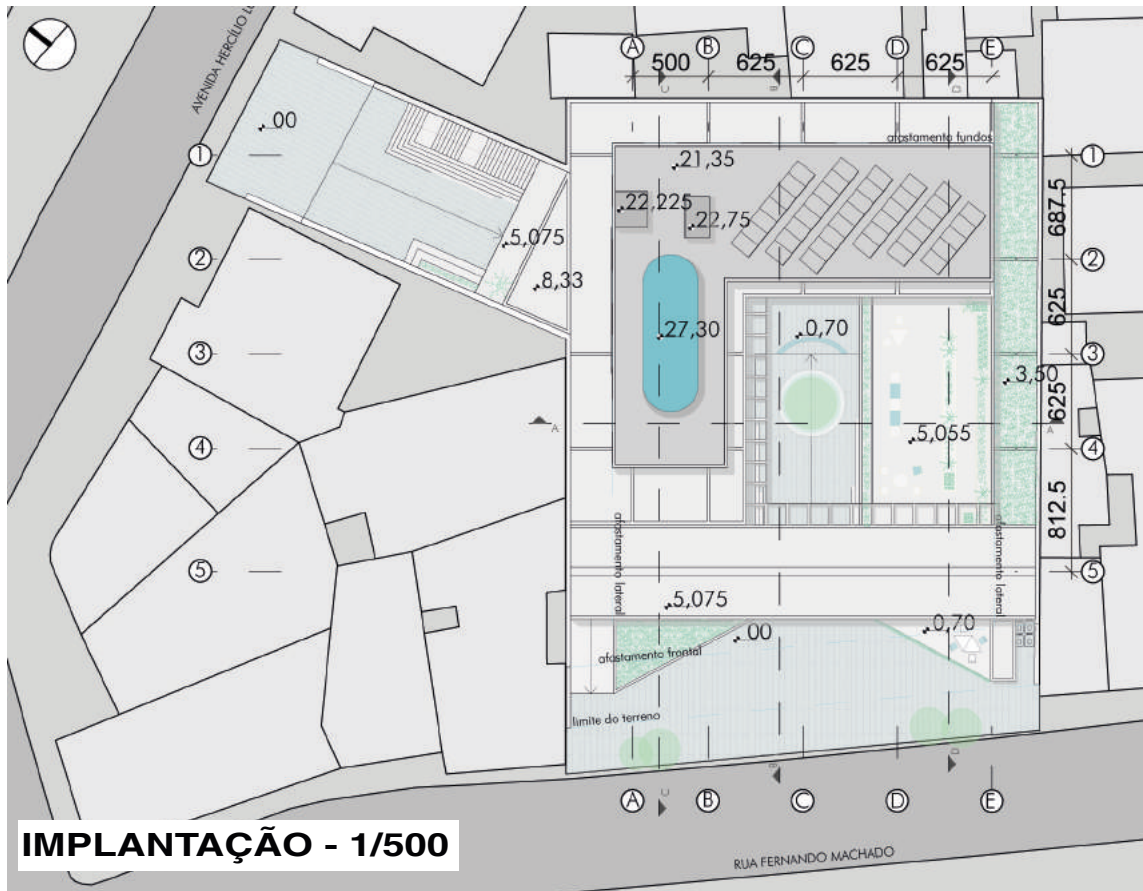 A B C D E
500 625 625 625
C B D
AVENIDA HERCÍLIO
,00
afastamento fundos
1 21,35 1
22,225 22,75 687.5
5,075
2 8,33 2
27,30 0,70 625
3 3
3,50
625
A 5,055 A
4 4
812.5
afastamento lateral
afastamento lateral
5 5
5,075
,00 0,70
afastamento frontal
limite do terreno
B D
C
A B C D E
IMPLANTAÇÃO - 1/500
RUA FERNANDO MACHADO